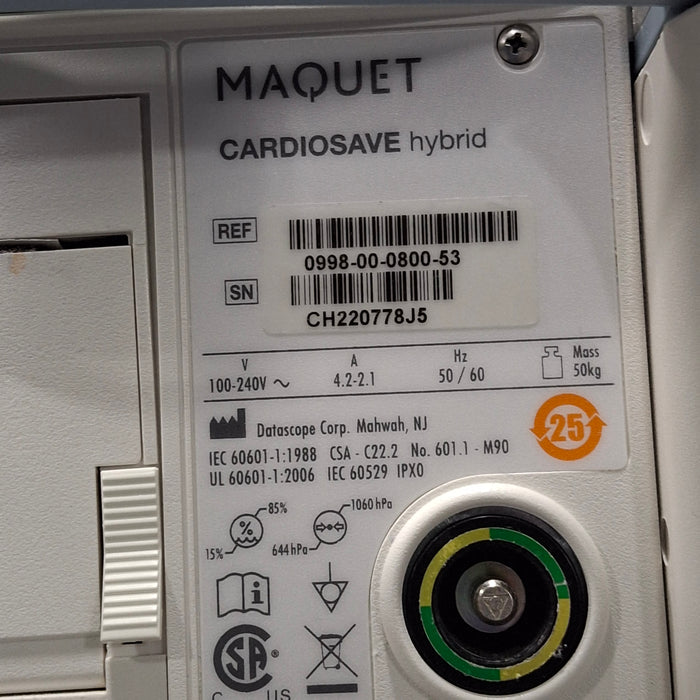 MAQUET
CARDIOSAVE hybrid
REF
0998-00-0800-53
SN
CH220778J5
V A Hz Mass
100-240V ~ 4.2-2.1 50 / 60 50kg
Datascope Corp. Mahwah, NJ
25
IEC 60601-1:1988 CSA - C22.2 No. 601.1 - M90
UL 60601-1:2006 IEC 60529 IPX0
85%
%
15%
1060 hPa
644 hPa
i
SA
®
C US